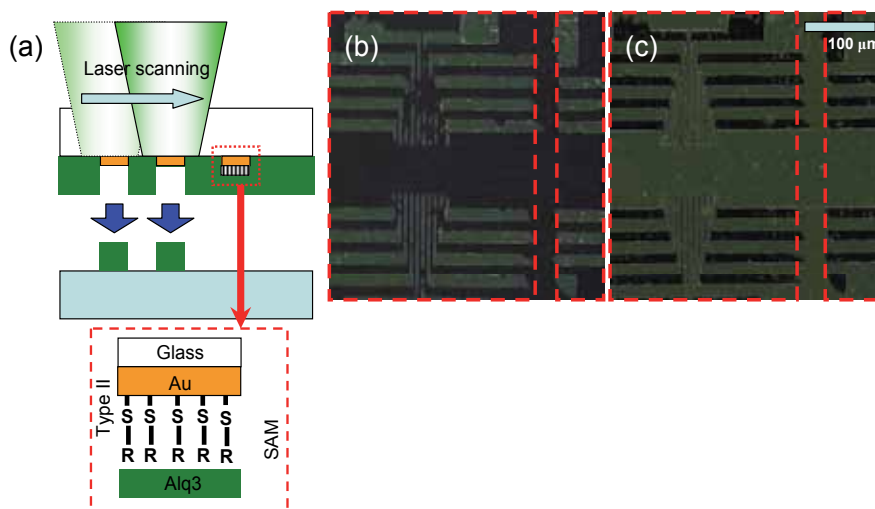 (a)
Laser scanning
Glass
Au
S S S S S
R R R R R
Alq3
Type II
SAM
(b)
(c)
100 μm